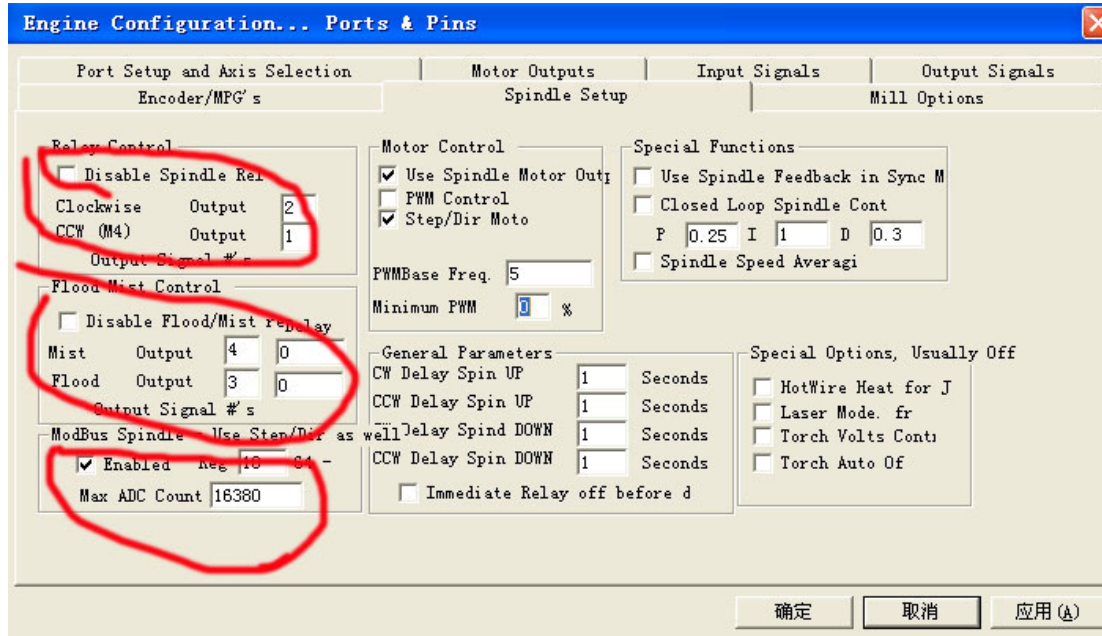 Engine Configuration... Ports & Pins
Port Setup and Axis Selection
Motor Outputs
Input Signals
Output Signals
Encoder/MPG's
Spindle Setup
Mill Options
Relay Control
Disable Spindle Rel
Clockwise Output 2
CCW (M4) Output 1
Output Signal #'s
Flood Mist Control
Disable Flood/Mist re Delay
Mist Output 4 0
Flood Output 3 0
Output Signal #'s
ModBus Spindle - Use Step/Dir as well
Enabled Reg 64 -
Max ADC Count 16380
Motor Control
Use Spindle Motor Outp
PWM Control
Step/Dir Moto
PWMBase Freq. 5
Minimum PWM 0 %
General Parameters
CW Delay Spin UP 1 Seconds
CCW Delay Spin UP 1 Seconds
Delay Spind DOWN 1 Seconds
CCW Delay Spin DOWN 1 Seconds
Immediate Relay off before d
Special Functions
Use Spindle Feedback in Sync M
Closed Loop Spindle Cont
P 0.25 I 1 D 0.3
Spindle Speed Averagi
Special Options, Usually Off
HotWire Heat for J
Laser Mode. fr
Torch Volts Cont
Torch Auto Of
确定
取消
应用(A)